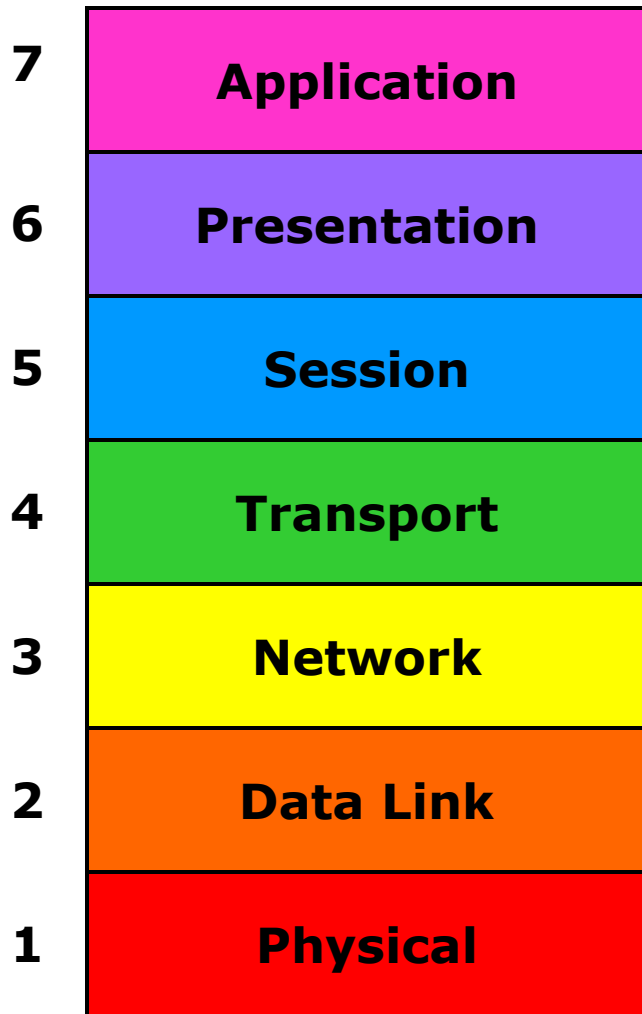 7 Application
6 Presentation
5 Session
4 Transport
3 Network
2 Data Link
1 Physical